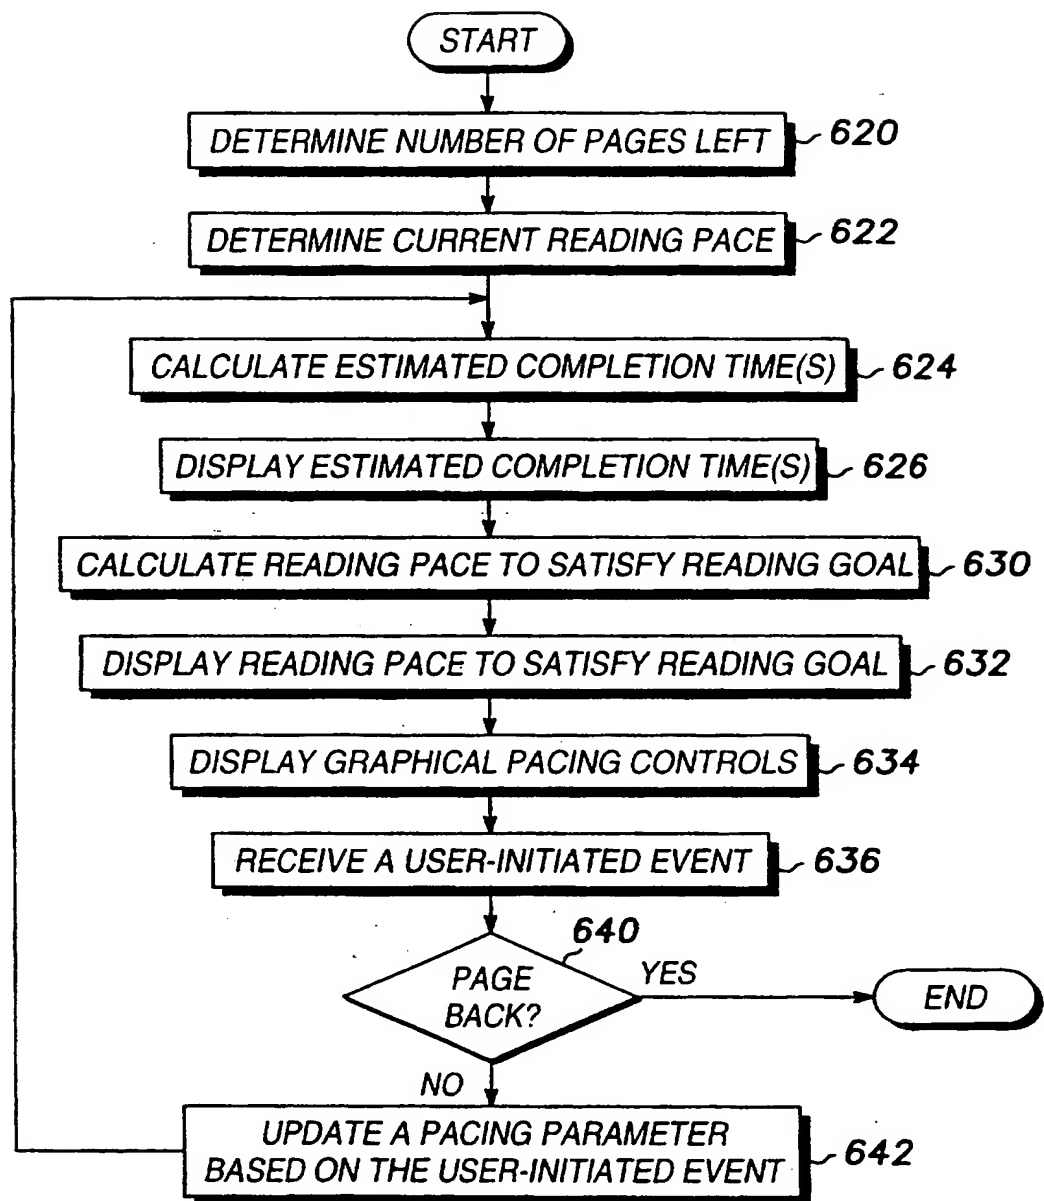 START
DETERMINE NUMBER OF PAGES LEFT 620
DETERMINE CURRENT READING PACE 622
CALCULATE ESTIMATED COMPLETION TIME(S) 624
DISPLAY ESTIMATED COMPLETION TIME(S) 626
CALCULATE READING PACE TO SATISFY READING GOAL 630
DISPLAY READING PACE TO SATISFY READING GOAL 632
DISPLAY GRAPHICAL PACING CONTROLS 634
RECEIVE A USER-INITIATED EVENT 636
640
PAGE
BACK?
YES
END
NO
UPDATE A PACING PARAMETER
BASED ON THE USER-INITIATED EVENT 642